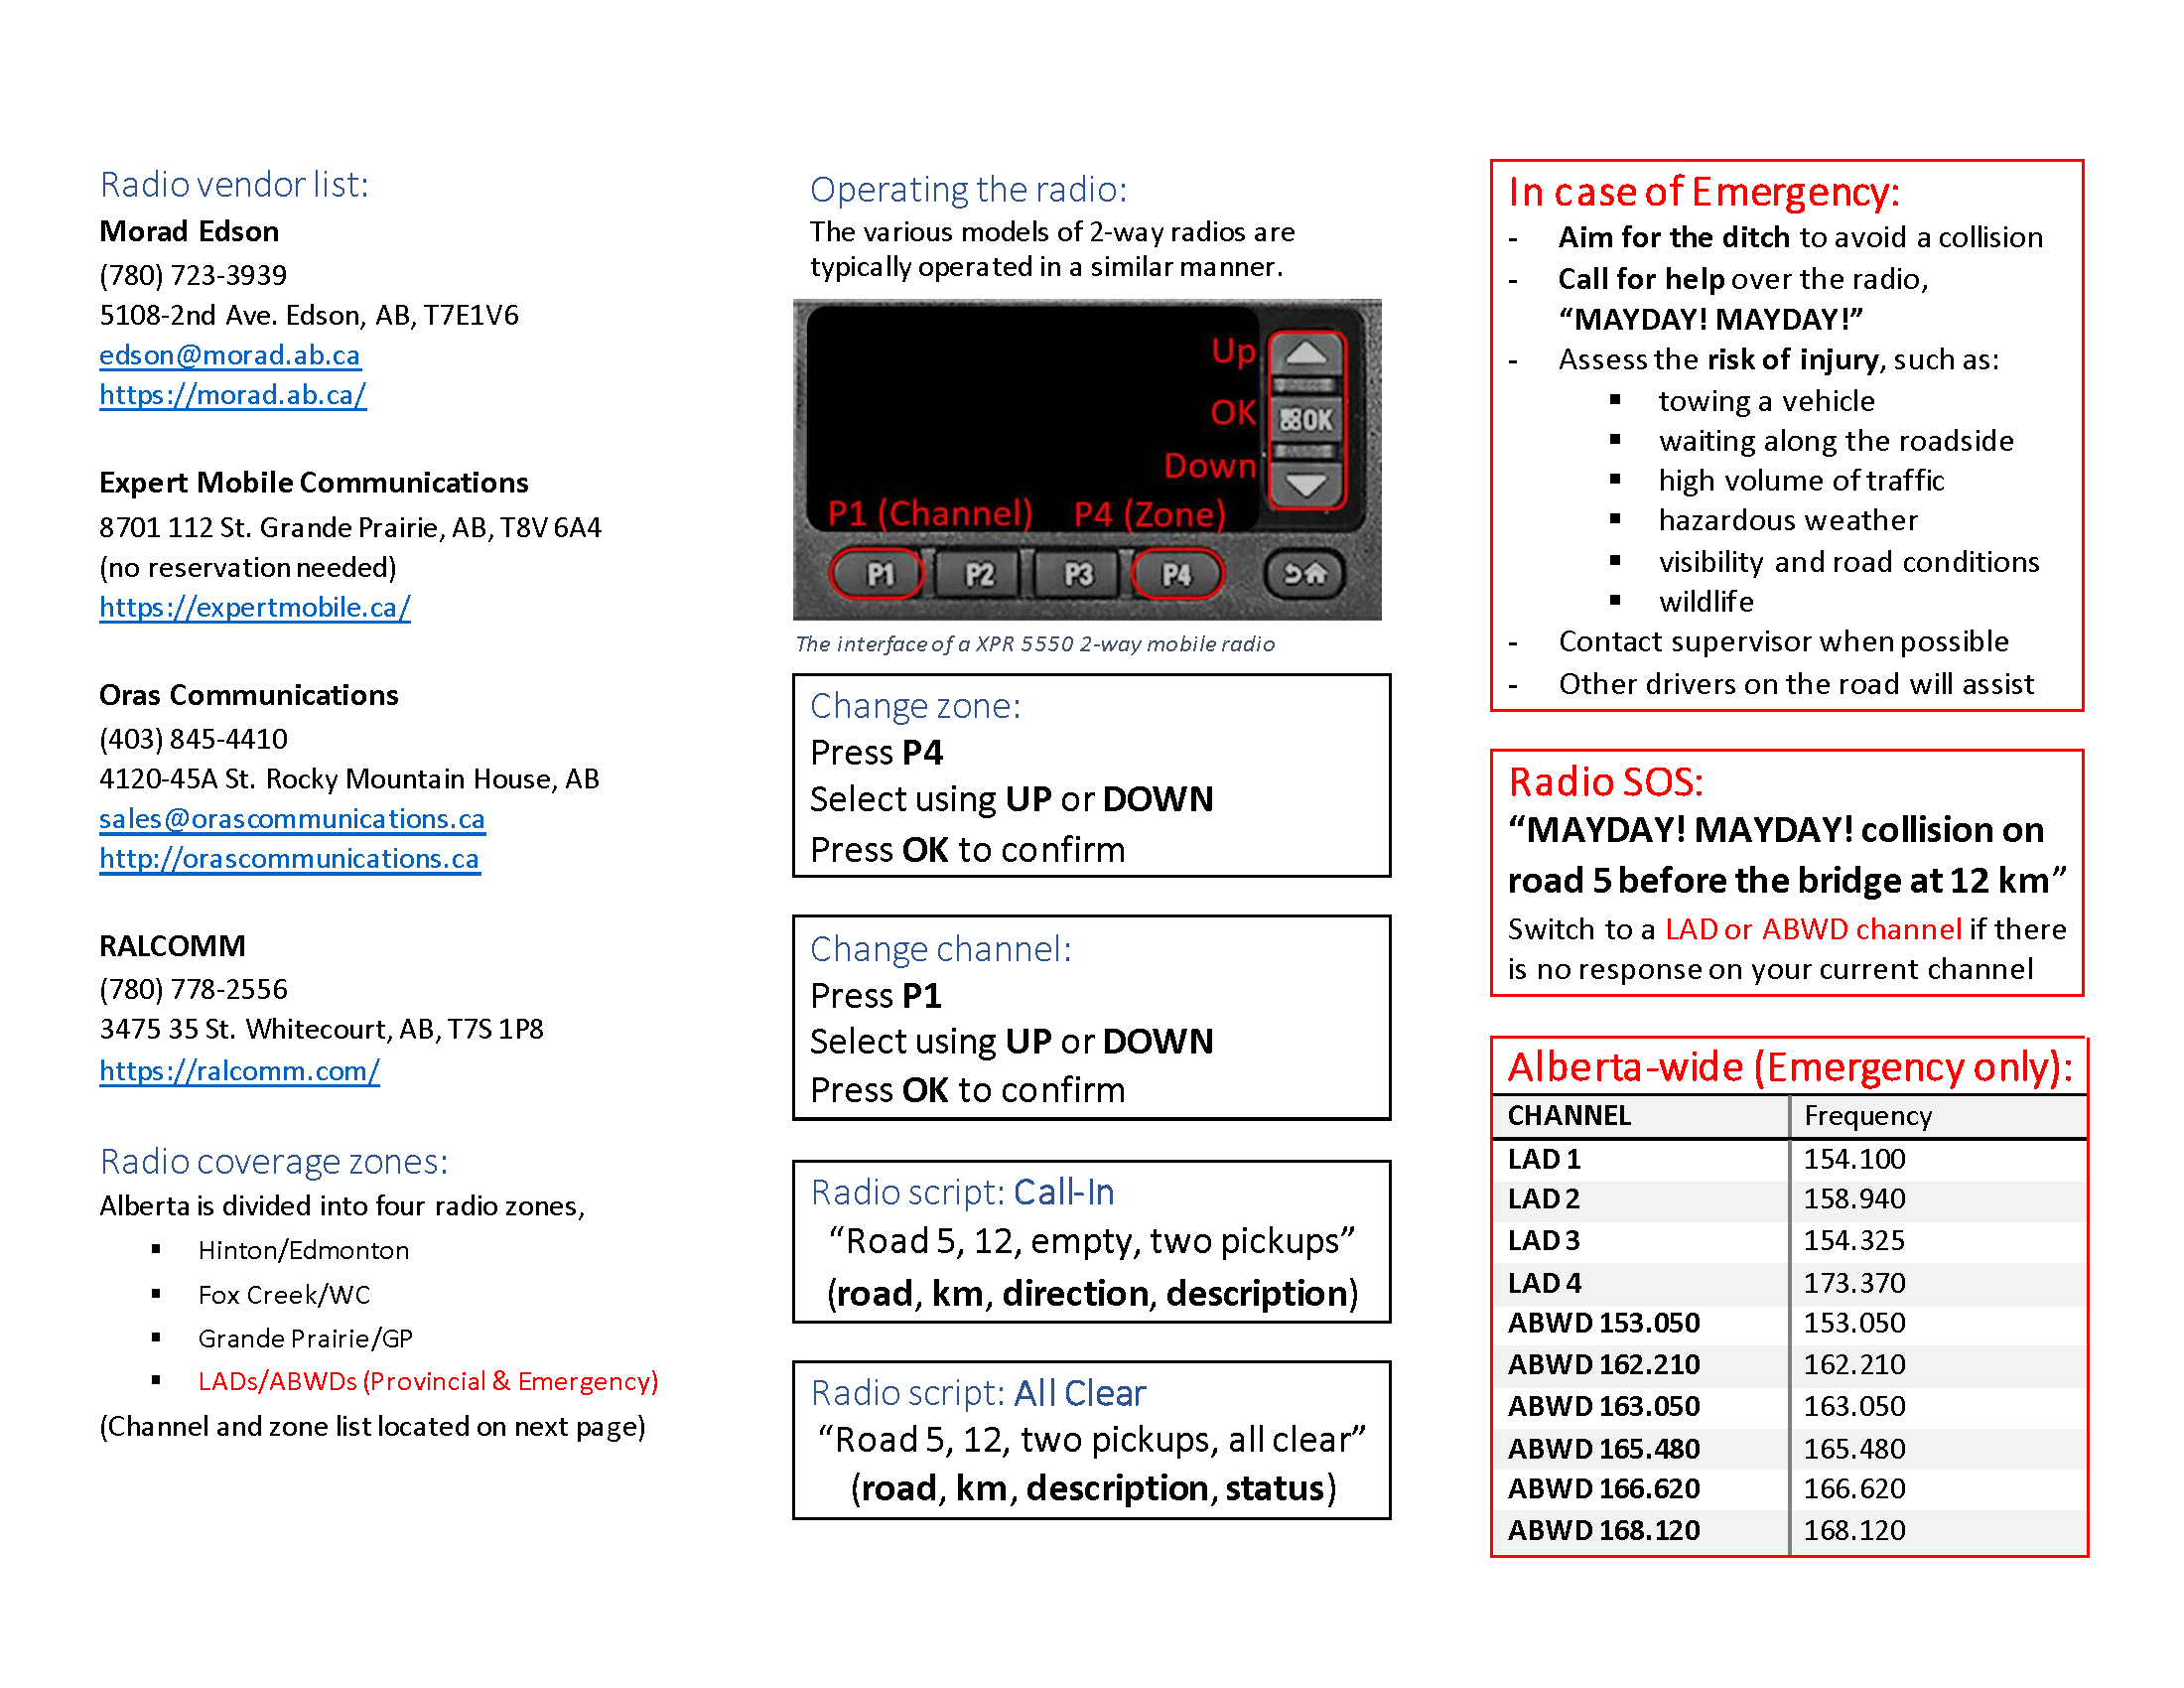 Radio vendor list:
Morad Edson
(780) 723-3939
5108-2nd Ave. Edson, AB, T7E1V6
edson@morad.ab.ca
https://morad.ab.ca/
Expert Mobile Communications
8701 112 St. Grande Prairie, AB, T8V 6A4
(no reservation needed)
https://expertmobile.ca/
Oras Communications
(403) 845-4410
4120-45A St. Rocky Mountain House, AB
sales@orascommunications.ca
http://orascommunications.ca
RALCOMM
(780) 778-2556
3475 35 St. Whitecourt, AB, T7S 1P8
https://ralcomm.com/
Radio coverage zones:
Alberta is divided into four radio zones,
▪ Hinton/Edmonton
▪ Fox Creek/WC
▪ Grande Prairie/GP
▪ LADs/ABWDs (Provincial & Emergency)
(Channel and zone list located on next page)
Operating the radio:
The various models of 2-way radios are
typically operated in a similar manner.
Up
OK OK
Down
P1 (Channel) P4 (Zone)
P1 P2 P3 P4
The interface of a XPR 5550 2-way mobile radio
Change zone:
Press P4
Select using UP or DOWN
Press OK to confirm
Change channel:
Press P1
Select using UP or DOWN
Press OK to confirm
Radio script: Call-In
“Road 5, 12, empty, two pickups”
(road, km, direction, description)
Radio script: All Clear
“Road 5, 12, two pickups, all clear”
(road, km, description, status)
In case of Emergency:
- Aim for the ditch to avoid a collision
- Call for help over the radio,
“MAYDAY! MAYDAY!”
- Assess the risk of injury, such as:
▪ towing a vehicle
▪ waiting along the roadside
▪ high volume of traffic
▪ hazardous weather
▪ visibility and road conditions
▪ wildlife
- Contact supervisor when possible
- Other drivers on the road will assist
Radio SOS:
“MAYDAY! MAYDAY! collision on
road 5 before the bridge at 12 km”
Switch to a LAD or ABWD channel if there
is no response on your current channel
Alberta-wide (Emergency only):
CHANNEL Frequency
LAD 1 154.100
LAD 2 158.940
LAD 3 154.325
LAD 4 173.370
ABWD 153.050 153.050
ABWD 162.210 162.210
ABWD 163.050 163.050
ABWD 165.480 165.480
ABWD 166.620 166.620
ABWD 168.120 168.120